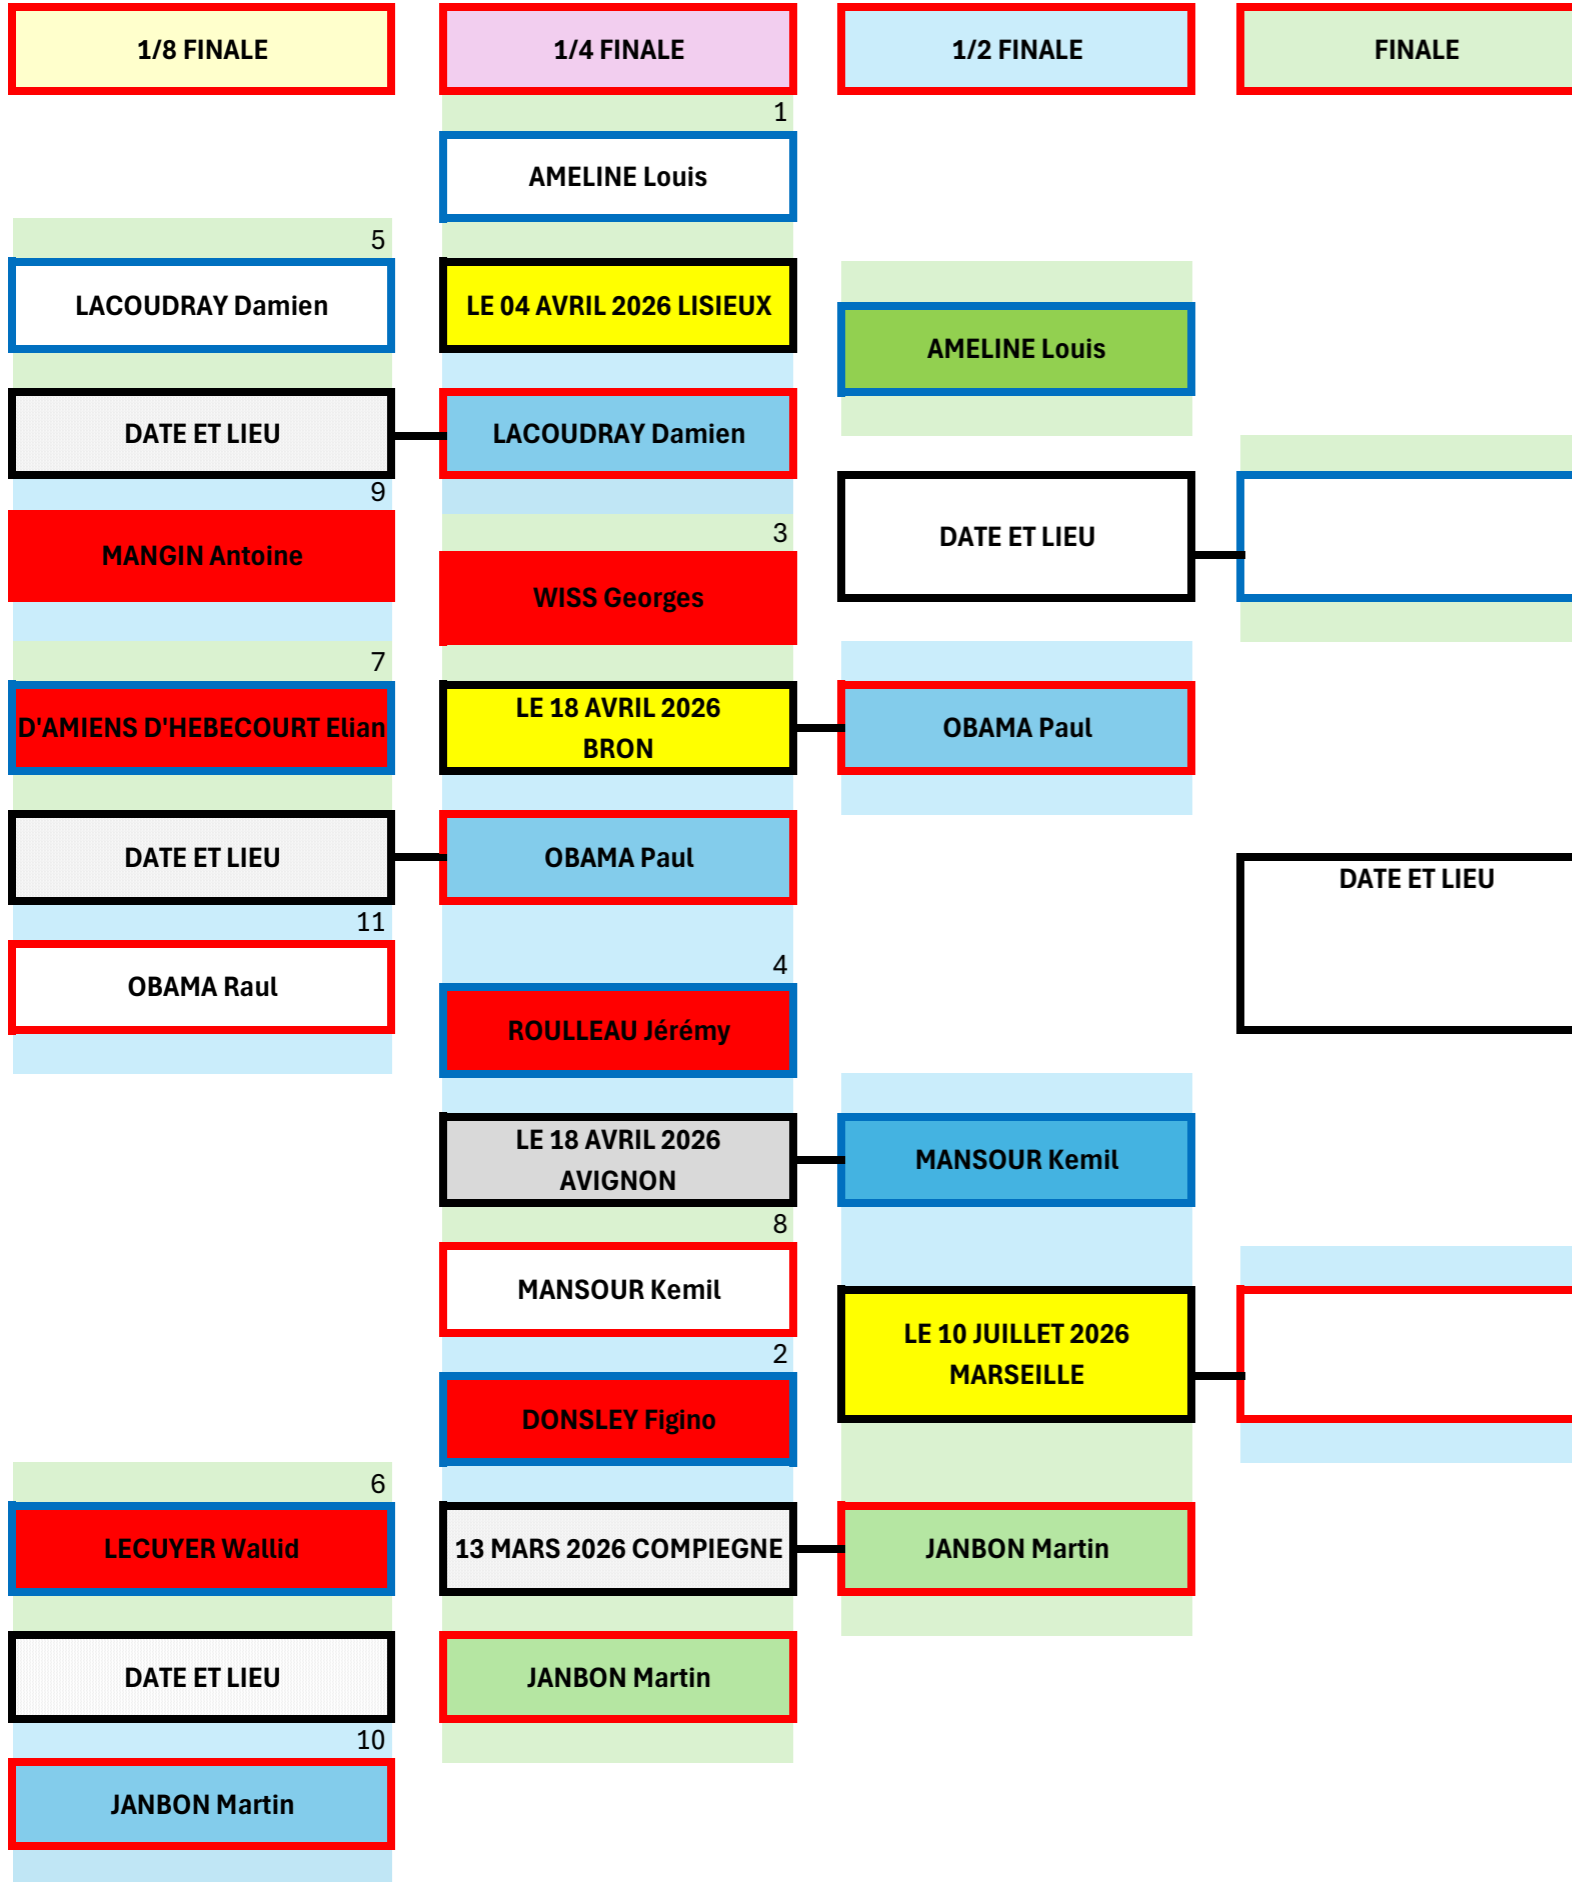 1/8 FINALE
1/4 FINALE
1/2 FINALE
FINALE
1
AMELINE Louis
5
LACOUDRAY Damien
LE 04 AVRIL 2026 LISIEUX
AMELINE Louis
DATE ET LIEU
LACOUDRAY Damien
9
MANGIN Antoine
3
WISS Georges
DATE ET LIEU
7
D'AMIENS D'HEBECOURT Elian
LE 18 AVRIL 2026
BRON
OBAMA Paul
DATE ET LIEU
OBAMA Paul
DATE ET LIEU
11
OBAMA Raul
4
ROULLEAU Jérémy
LE 18 AVRIL 2026
AVIGNON
MANSOUR Kemil
8
MANSOUR Kemil
2
DONSLEY Figino
LE 10 JUILLET 2026
MARSEILLE
6
LECUYER Wallid
13 MARS 2026 COMPIEGNE
JANBON Martin
DATE ET LIEU
JANBON Martin
10
JANBON Martin